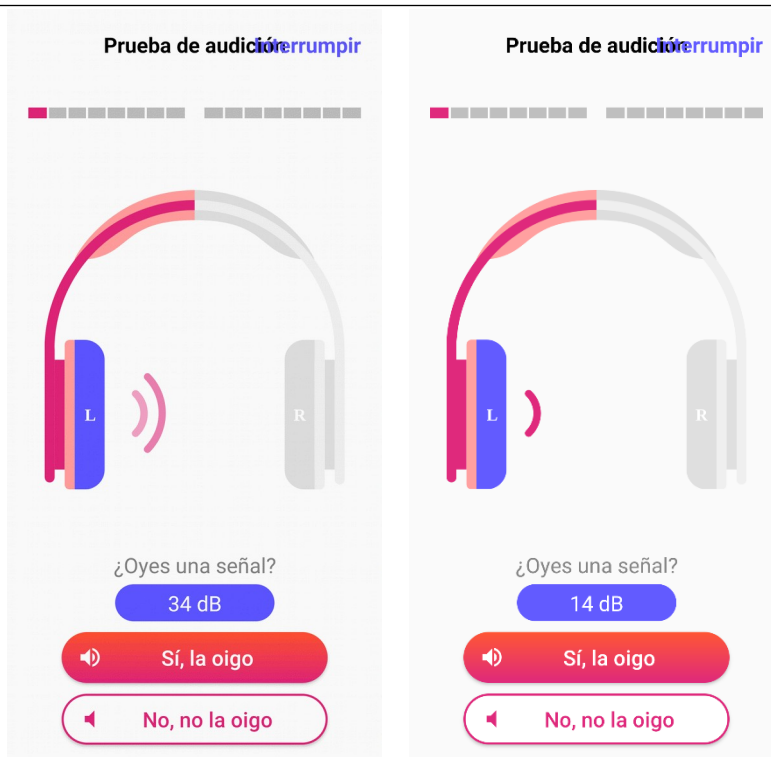 Prueba de audición Interrumpir
L
R
¿Oyes una señal?
34 dB
Sí, la oigo
No, no la oigo
Prueba de audición Interrumpir
L
R
¿Oyes una señal?
14 dB
Sí, la oigo
No, no la oigo